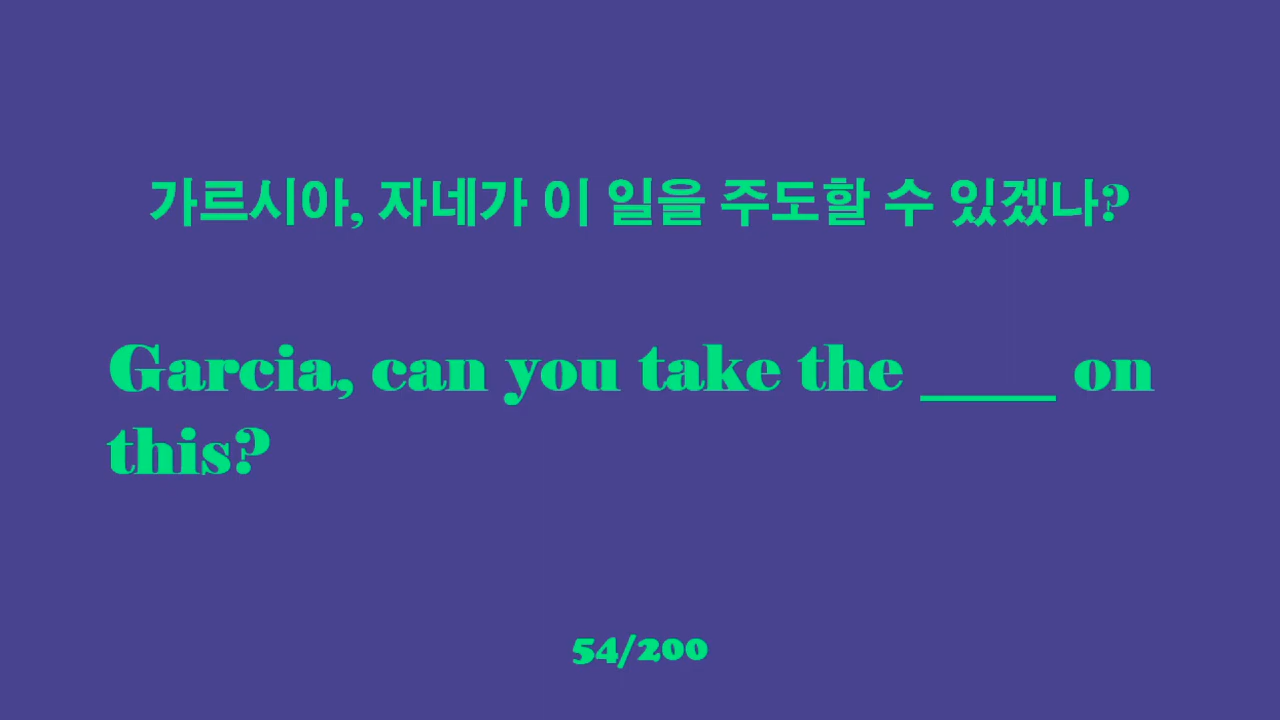 가르시아, 자네가 이 일을 주도할 수 있겠나?
Garcia, can you take the ____ on
this?
54/200